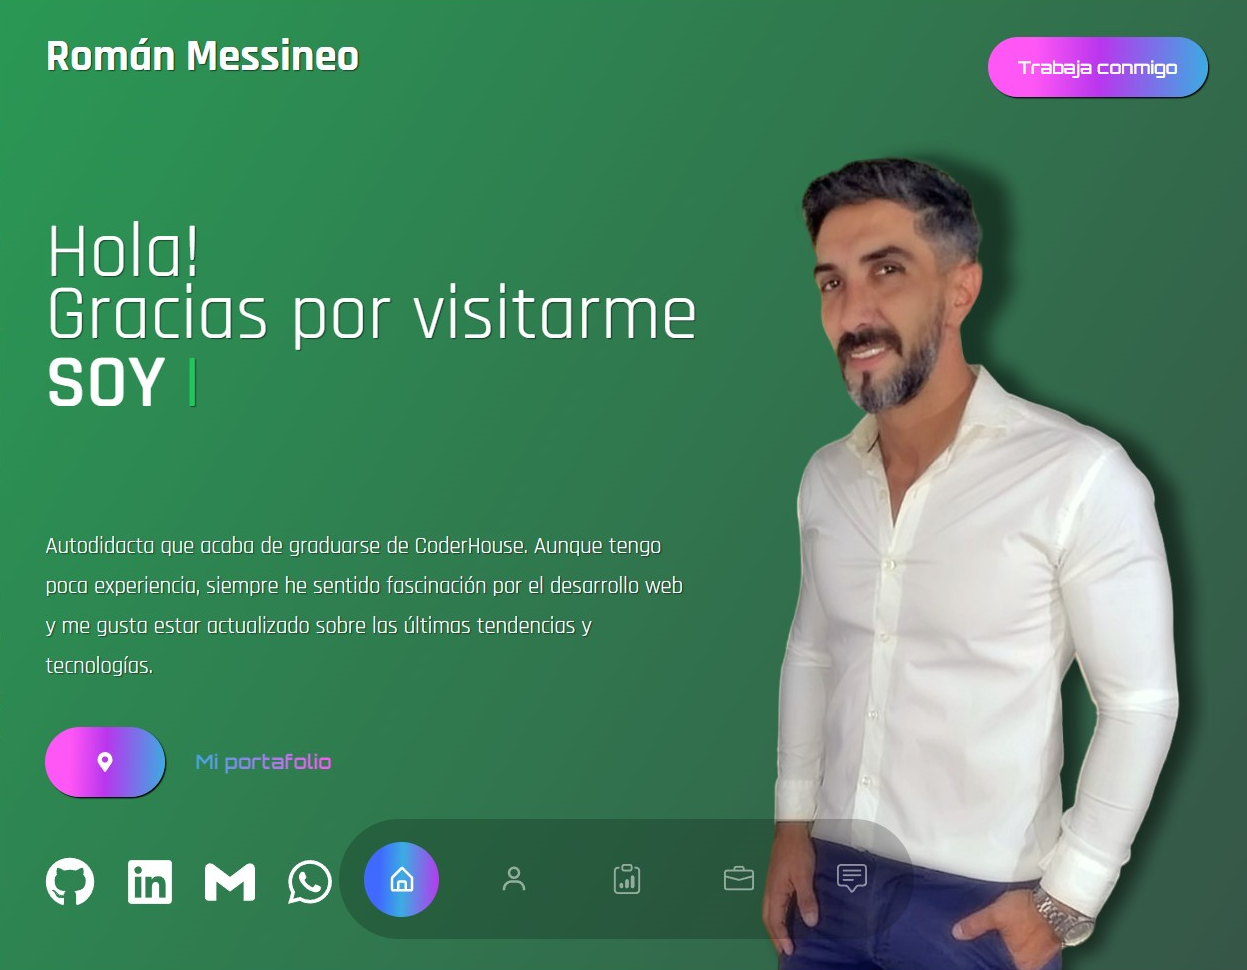 Román Messineo
Trabaja conmigo
Hola!
Gracias por visitarme
SOY
Autodidacta que acaba de graduarse de CoderHouse. Aunque tengo
poca experiencia, siempre he sentido fascinación por el desarrollo web
y me gusta estar actualizado sobre las últimas tendencias y
tecnologías.
Mi portafolio